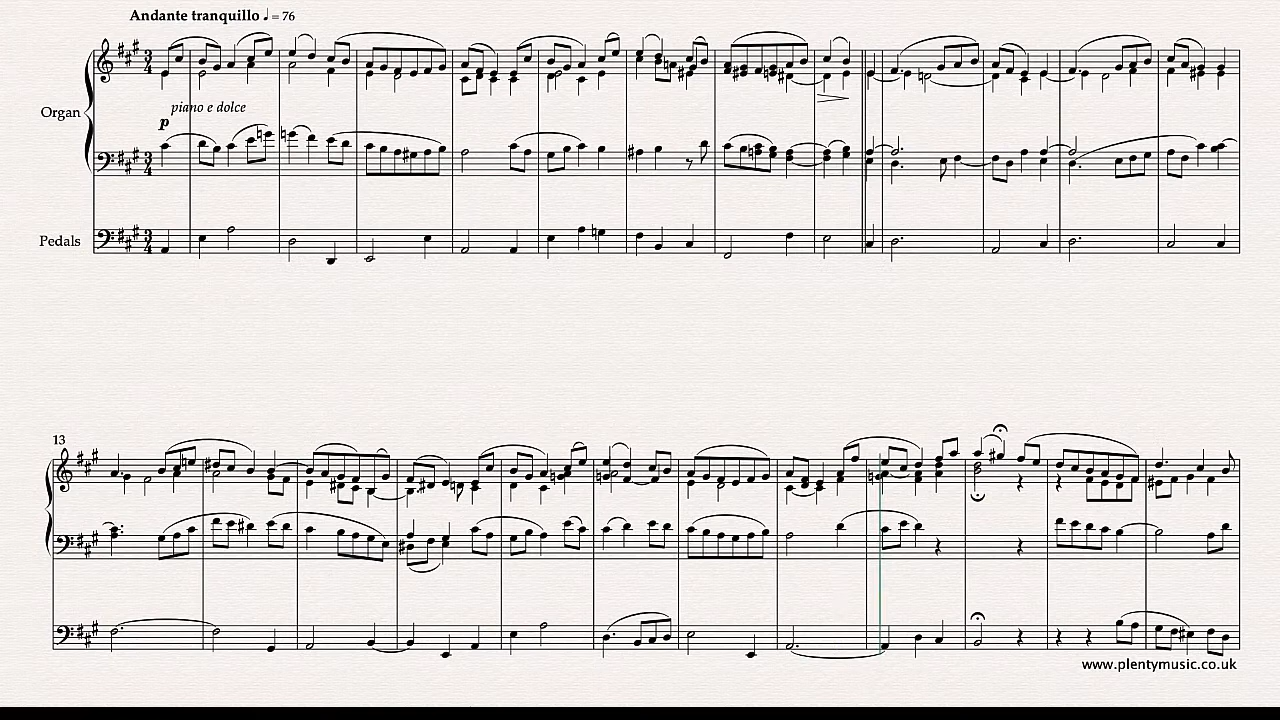 Andante tranquillo ♩ = 76
Organ
piano e dolce
p
Pedals
13
www.plentymusic.co.uk